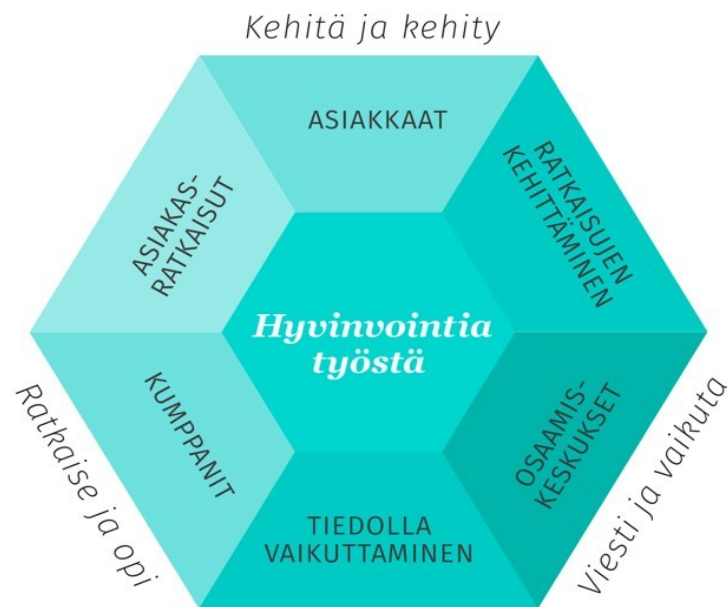 Kehitä ja kehity
ASIAKKAAT
RATKAISUJEN
KEHITTÄMINEN
ASIAKAS-
RATKAISUT
Hyvinvointia
työstä
KUMPPANIT
OSAAMIS-
KESKUKSET
TIEDOLLA
VAIKUTTAMINEN
Ratkaise ja opi
Viesti ja vaikuta